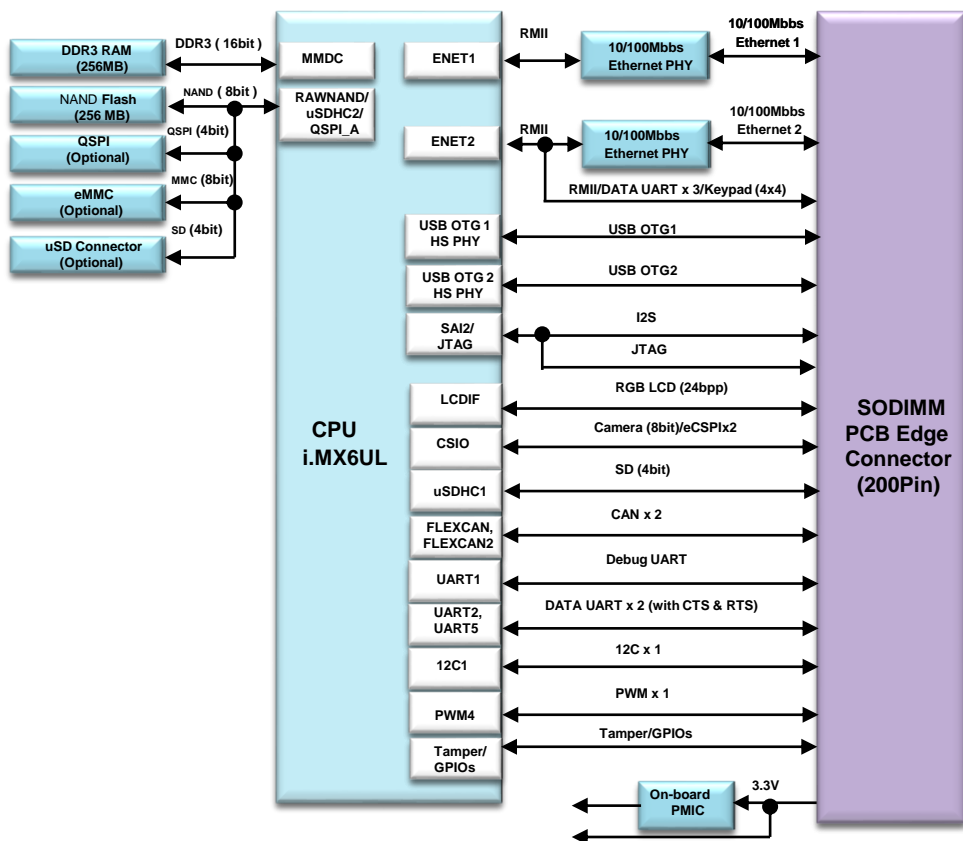 DDR3 RAM
(256MB)
DDR3 ( 16bit)
NAND Flash
(256 MB)
NAND ( 8bit)
QSPI (4bit)
QSPI
(Optional)
MMC (8bit)
eMMC
(Optional)
SD (4bit)
uSD Connector
(Optional)
MMDC
RAWNAND/
uSDHC2/
QSPI_A
CPU
i.MX6UL
ENET1
ENET2
USB OTG 1
HS PHY
USB OTG 2
HS PHY
SAI2/
JTAG
LCDIF
CSIO
uSDHC1
FLEXCAN,
FLEXCAN2
UART1
UART2,
UART5
12C1
PWM4
Tamper/
GPIOs
RMII
10/100Mbbs
Ethernet PHY
10/100Mbbs
Ethernet 1
RMII
10/100Mbbs
Ethernet PHY
10/100Mbbs
Ethernet 2
RMII/DATA UART x 3/Keypad (4x4)
USB OTG1
USB OTG2
I2S
JTAG
RGB LCD (24bpp)
Camera (8bit)/eCSPIx2
SD (4bit)
CAN x 2
Debug UART
DATA UART x 2 (with CTS & RTS)
12C x 1
PWM x 1
Tamper/GPIOs
On-board
PMIC
3.3V
SODIMM
PCB Edge
Connector
(200Pin)